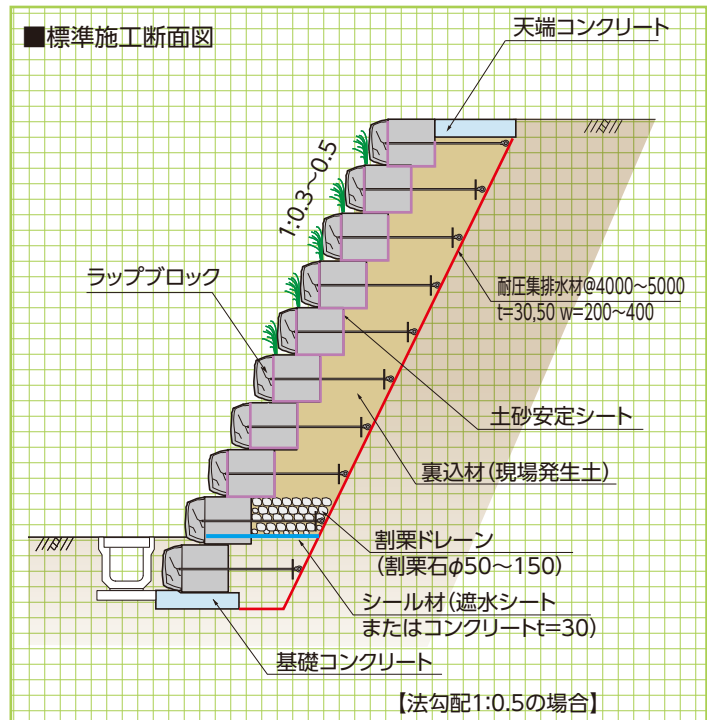 ■標準施工断面図
天端コンクリート
1:0.3～0.5
ラップブロック
耐圧集排水材@4000～5000
t=30,50 w=200～400
土砂安定シート
裏込材(現場発生土)
割栗ドレーン
(割栗石φ50～150)
シール材(遮水シート
またはコンクリートt=30)
基礎コンクリート
【法勾配1:0.5の場合】